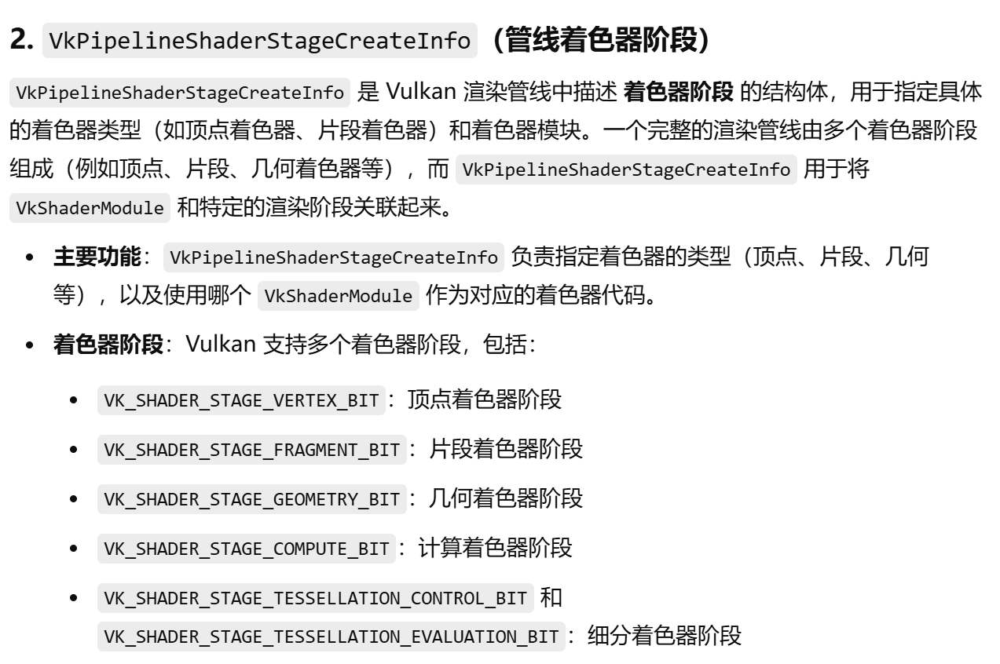 2. VkPipelineShaderStageCreateInfo（管线着色器阶段）
VkPipelineShaderStageCreateInfo 是 Vulkan 渲染管线中描述 着色器阶段 的结构体，用于指定具体
的着色器类型（如顶点着色器、片段着色器）和着色器模块。一个完整的渲染管线由多个着色器阶段
组成（例如顶点、片段、几何着色器等），而 VkPipelineShaderStageCreateInfo 用于将
VkShaderModule 和特定的渲染阶段关联起来。
• 主要功能：VkPipelineShaderStageCreateInfo 负责指定着色器的类型（顶点、片段、几何
等），以及使用哪个 VkShaderModule 作为对应的着色器代码。
• 着色器阶段：Vulkan 支持多个着色器阶段，包括：
• VK_SHADER_STAGE_VERTEX_BIT：顶点着色器阶段
• VK_SHADER_STAGE_FRAGMENT_BIT：片段着色器阶段
• VK_SHADER_STAGE_GEOMETRY_BIT：几何着色器阶段
• VK_SHADER_STAGE_COMPUTE_BIT：计算着色器阶段
• VK_SHADER_STAGE_TESSELLATION_CONTROL_BIT 和
VK_SHADER_STAGE_TESSELLATION_EVALUATION_BIT：细分着色器阶段